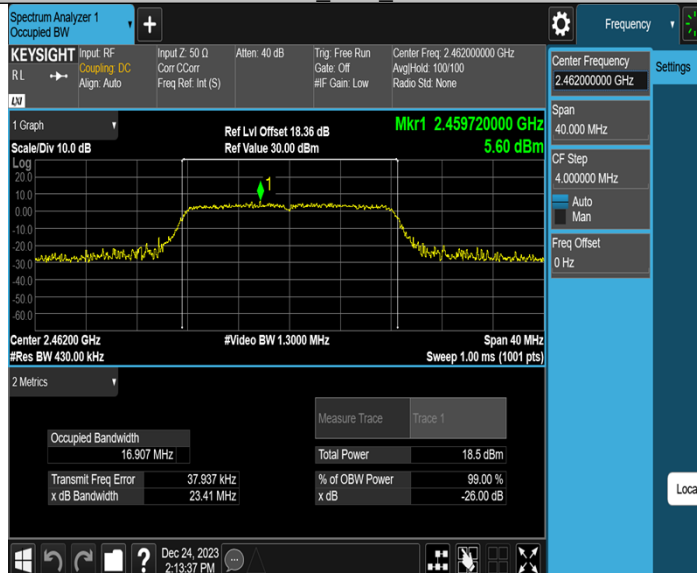 Spectrum Analyzer 1
Occupied BW
Frequency
KEYSIGHT
Input: RF
Coupling: DC
Align: Auto
Input Z: 50 Ω
Corr CCorr
Freq Ref: Int (S)
Atten: 40 dB
Trig: Free Run
Gate: Off
#IF Gain: Low
Center Freq: 2.462000000 GHz
Avg|Hold: 100/100
Radio Std: None
RL
LXI
Center Frequency
2.462000000 GHz
Settings
Span
40.000 MHz
CF Step
4.000000 MHz
Auto
Man
Freq Offset
0 Hz
Local
1 Graph
Scale/Div 10.0 dB
Ref Lvl Offset 18.36 dB
Ref Value 30.00 dBm
Mkr1 2.459720000 GHz
5.60 dBm
Log
20.0
10.0
0.00
-10.0
-20.0
-30.0
-40.0
-50.0
-60.0
1
Center 2.46200 GHz
#Res BW 430.00 kHz
#Video BW 1.3000 MHz
Span 40 MHz
Sweep 1.00 ms (1001 pts)
2 Metrics
Measure Trace Trace 1
Occupied Bandwidth
16.907 MHz
Total Power 18.5 dBm
Transmit Freq Error 37.937 kHz
% of OBW Power 99.00 %
x dB Bandwidth 23.41 MHz
x dB -26.00 dB
?
Dec 24, 2023
2:13:37 PM